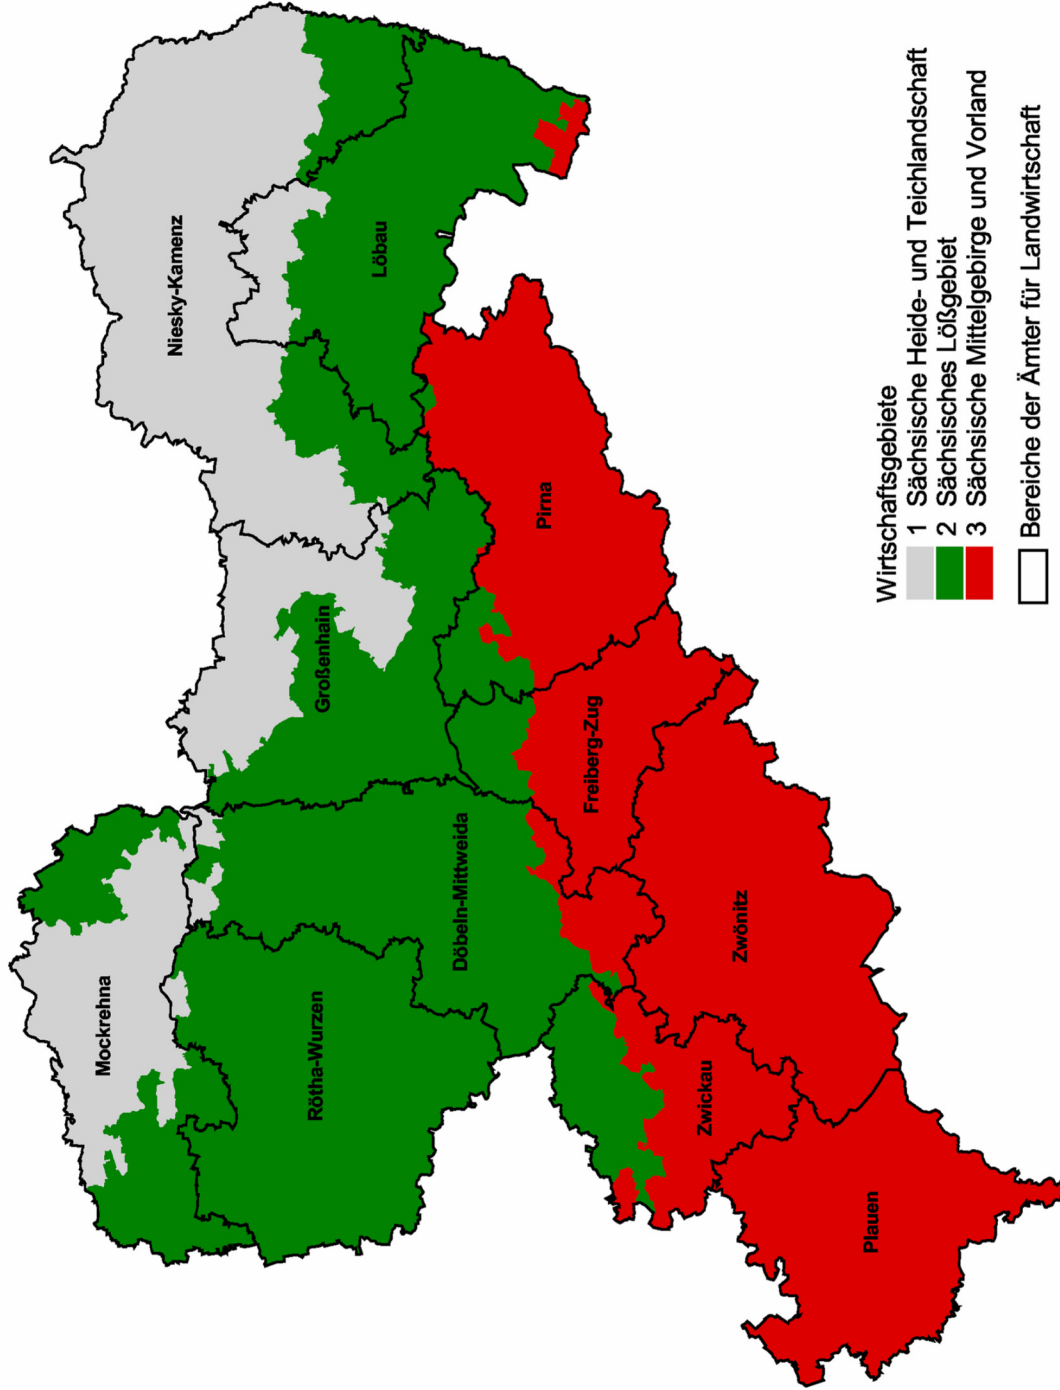 Mockrehna
Niesky-Kamenz
Rötha-Wurzen
Großenhain
Löbau
Döbeln-Mittweida
Pirna
Freiberg-Zug
Zwickau
Zwönitz
Plauen
Wirtschaftsgebiete
1 Sächsische Heide- und Teichlandschaft
2 Sächsisches Lößgebiet
3 Sächsische Mittelgebirge und Vorland
Bereiche der Ämter für Landwirtschaft